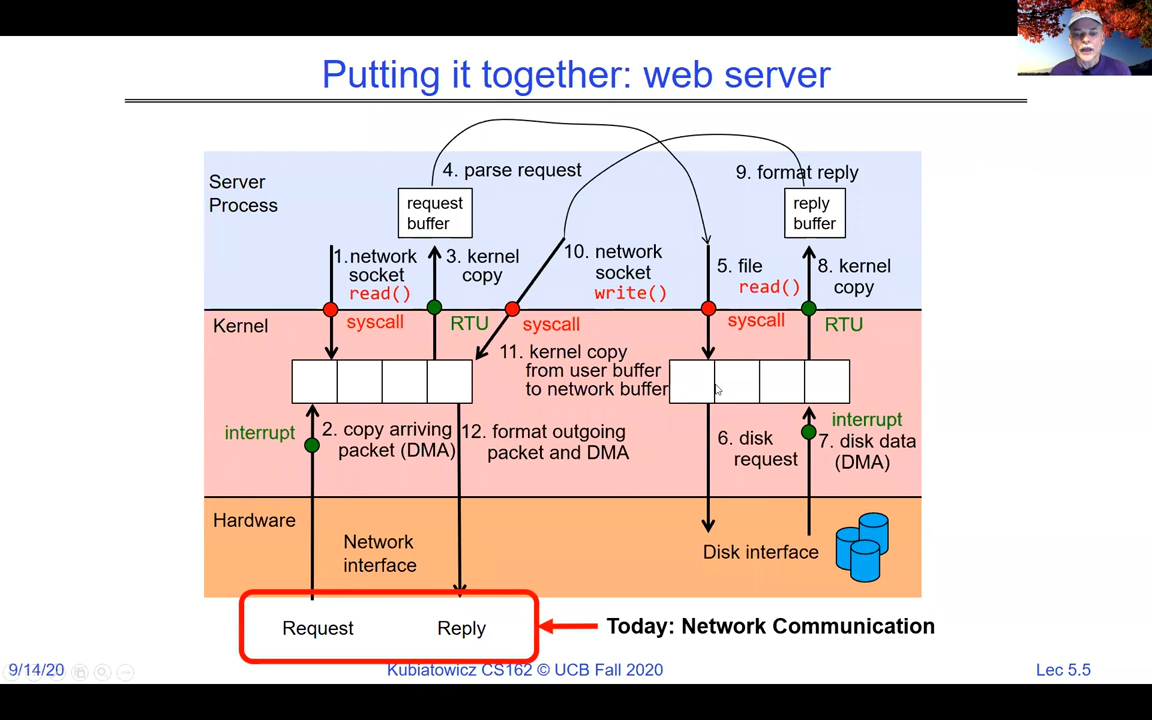 Putting it together: web server
Server
Process
4. parse request
9. format reply
request
buffer
reply
buffer
1.network
socket
read()
3. kernel
copy
10. network
socket
write()
5. file
read()
8. kernel
copy
Kernel
syscall
RTU
syscall
syscall
RTU
11. kernel copy
from user buffer
to network buffer
interrupt
2. copy arriving
packet (DMA)
12. format outgoing
packet and DMA
6. disk
request
interrupt
7. disk data
(DMA)
Hardware
Network
interface
Disk interface
Request
Reply
Today: Network Communication
9/14/20
Kubiatowicz CS162 © UCB Fall 2020
Lec 5.5